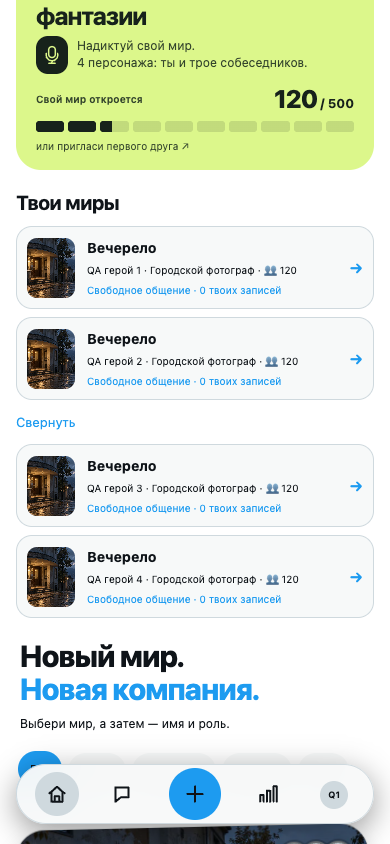 фантазии
Надиктуй свой мир.
4 персонажа: ты и трое собеседников.
Свой мир откроется
120 / 500
или пригласи первого друга ↗
Твои миры
Вечерело
QA герой 1 · Городской фотограф · 👥 120
Свободное общение · 0 твоих записей
Вечерело
QA герой 2 · Городской фотограф · 👥 120
Свободное общение · 0 твоих записей
Свернуть
Вечерело
QA герой 3 · Городской фотограф · 👥 120
Свободное общение · 0 твоих записей
Вечерело
QA герой 4 · Городской фотограф · 👥 120
Свободное общение · 0 твоих записей
Новый мир.
Новая компания.
Выбери мир, а затем — имя и роль.
Q1